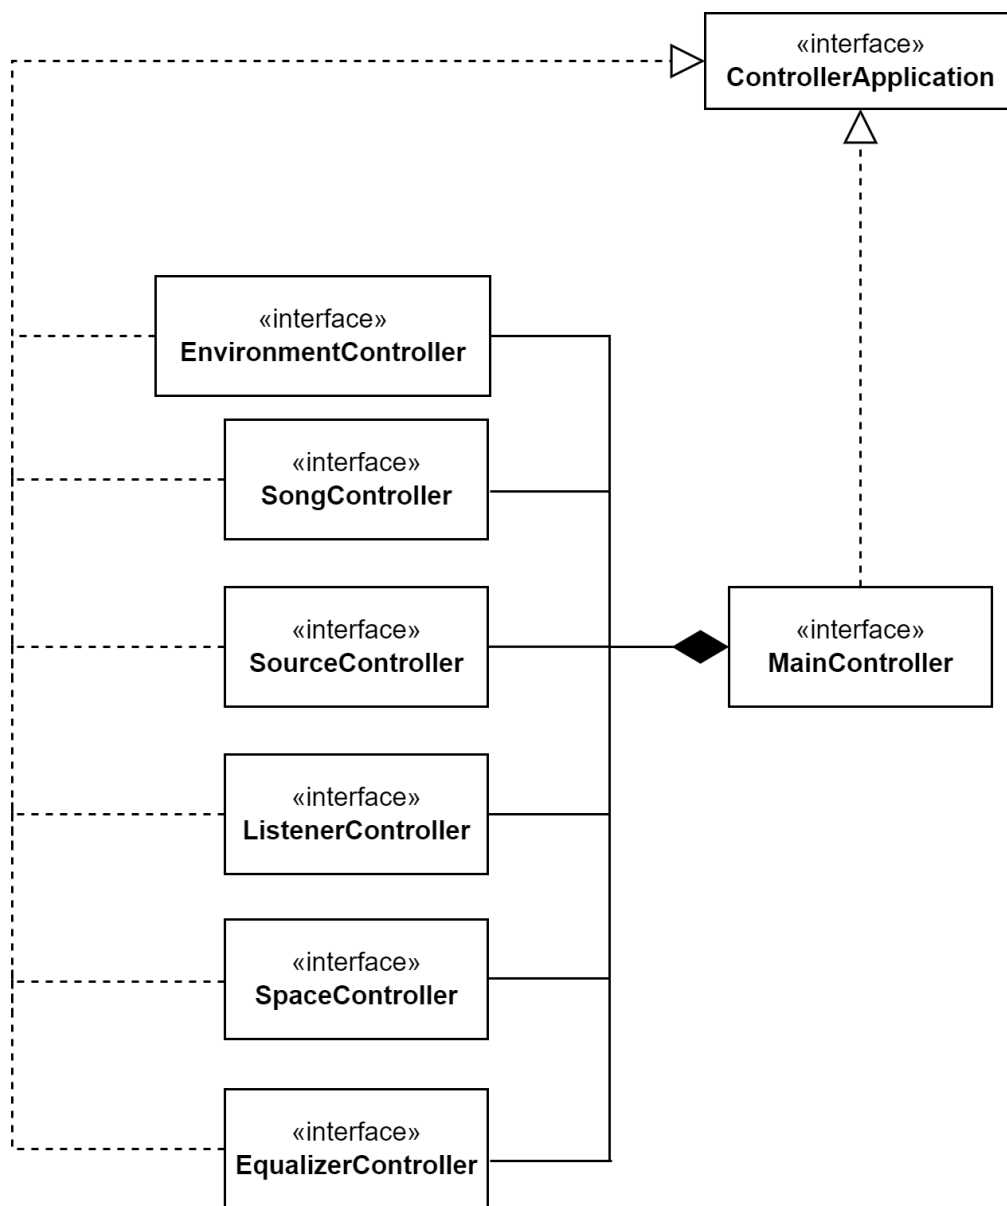 «interface»
ControllerApplication
«interface»
EnvironmentController
«interface»
SongController
«interface»
SourceController
«interface»
MainController
«interface»
ListenerController
«interface»
SpaceController
«interface»
EqualizerController